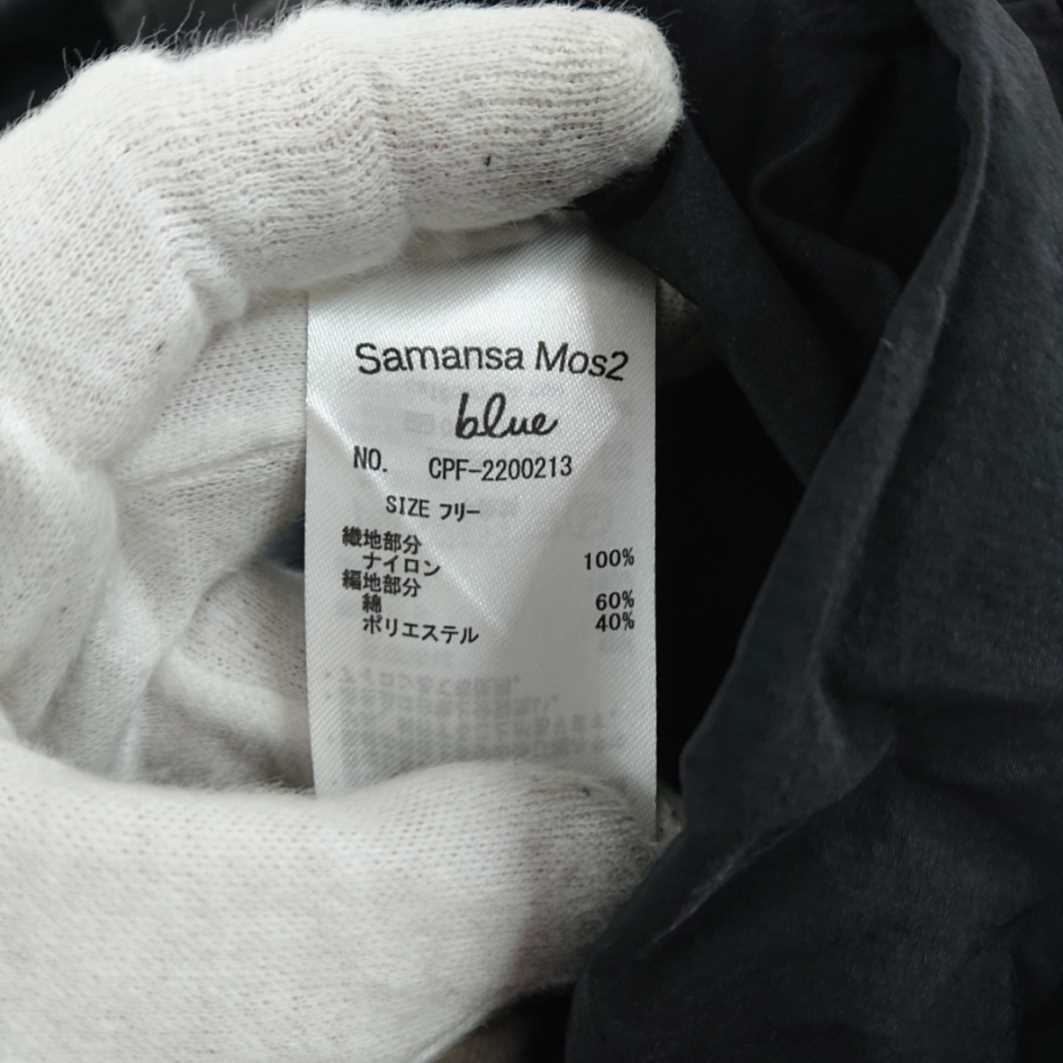 Samansa Mos2
blue
NO. CPF-2200213
SIZE フリー
織地部分
ナイロン 100%
編地部分
綿 60%
ポリエステル 40%